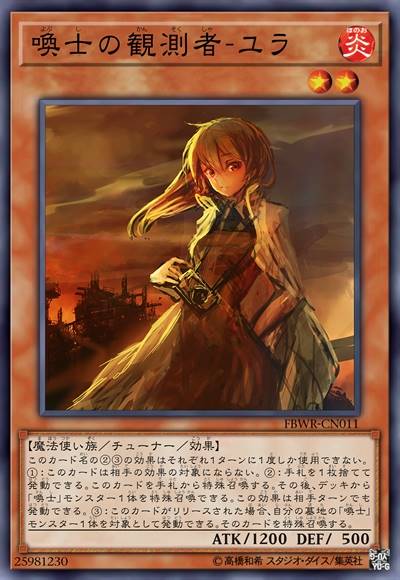 喚士の観測者-ユラ
炎
FBWR-CN011
【魔法使い族／チューナー／効果】
このカード名の②③の効果はそれぞれ1ターンに1度しか使用できない。
①：このカードは相手の効果の対象にならない。②：手札を1枚捨てて
発動できる。このカードを手札から特殊召喚する。その後、デッキから
「喚士」モンスター1体を特殊召喚できる。この効果は相手ターンでも
発動できる。③：このカードがリリースされた場合、自分の墓地の「喚士」
モンスター1体を対象として発動できる。そのカードを特殊召喚する。
ATK/1200 DEF/ 500
25981230
©高橋和希 スタジオ・ダイス/集英社